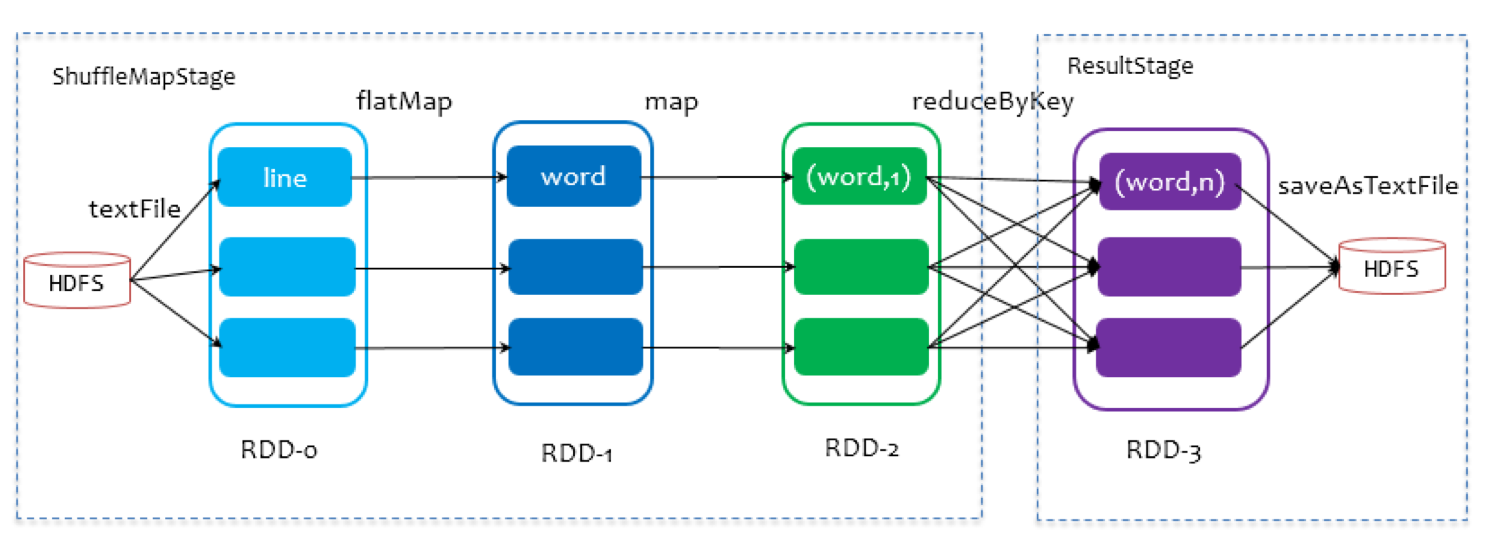 ShuffleMapStage
ResultStage
flatMap
map
reduceByKey
line
word
(word,1)
(word,n)
saveAsTextFile
textFile
HDFS
HDFS
RDD-0
RDD-1
RDD-2
RDD-3